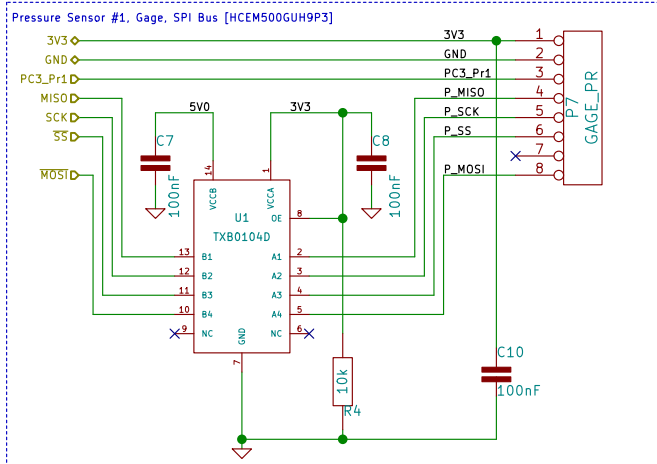 Pressure Sensor #1, Gage, SPI Bus [HCEM500GUH9P3]
3V3
3V3
1
GND
GND
2
PC3_Pr1
PC3_Pr1
3
MISO
P_MISO
4
SCK
5V0
3V3
P_SCK
5
SS
P_SS
6
7
MOSI
P_MOSI
8
P7
GAGE_PR
C7
100nF
C8
100nF
14
VCCB
1
VCCA
U1
TXB0104D
OE
8
13
B1
A1
2
12
B2
A2
3
11
B3
A3
4
10
B4
A4
5
9
NC
NC
6
GND
7
10k
R4
C10
100nF